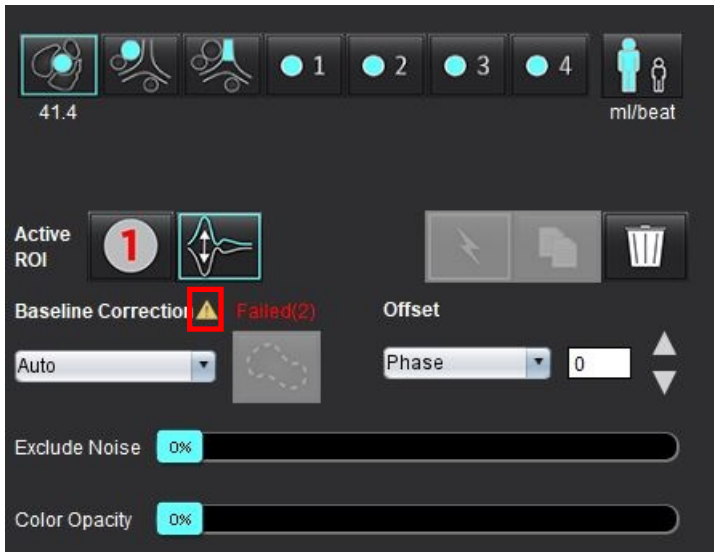 1 2 3 4
41.4 ml/beat
Active
ROI
1
Baseline Correction Failed(2) Offset
Auto Phase 0
Exclude Noise 0%
Color Opacity 0%